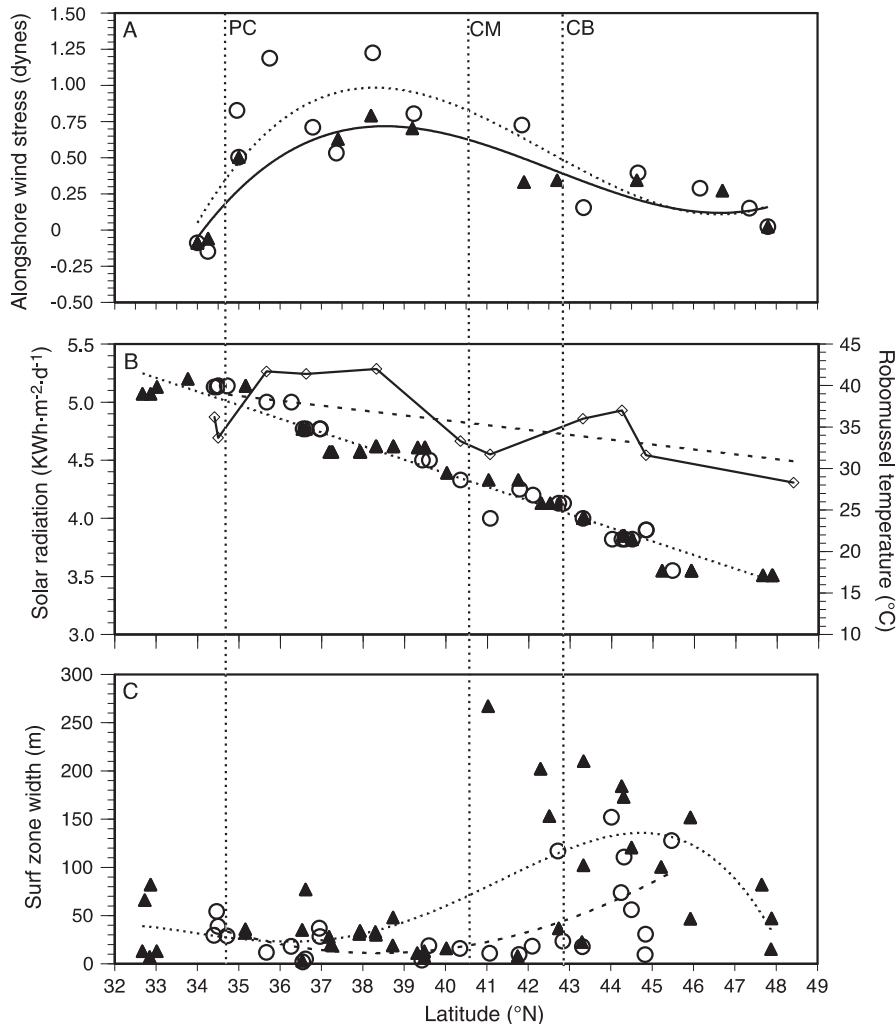 A
PC
CM
CB
Alongshore wind stress (dynes)
1.50
1.25
1.00
0.75
0.50
0.25
0
-0.25
-0.50
B
Solar radiation (KWh·m-2·d-1)
5.5
5.0
4.5
4.0
3.5
3.0
45
40
35
30
25
20
15
10
Robomussel temperature (°C)
C
Surf zone width (m)
300
250
200
150
100
50
0
32 33 34 35 36 37 38 39 40 41 42 43 44 45 46 47 48 49
Latitude (°N)